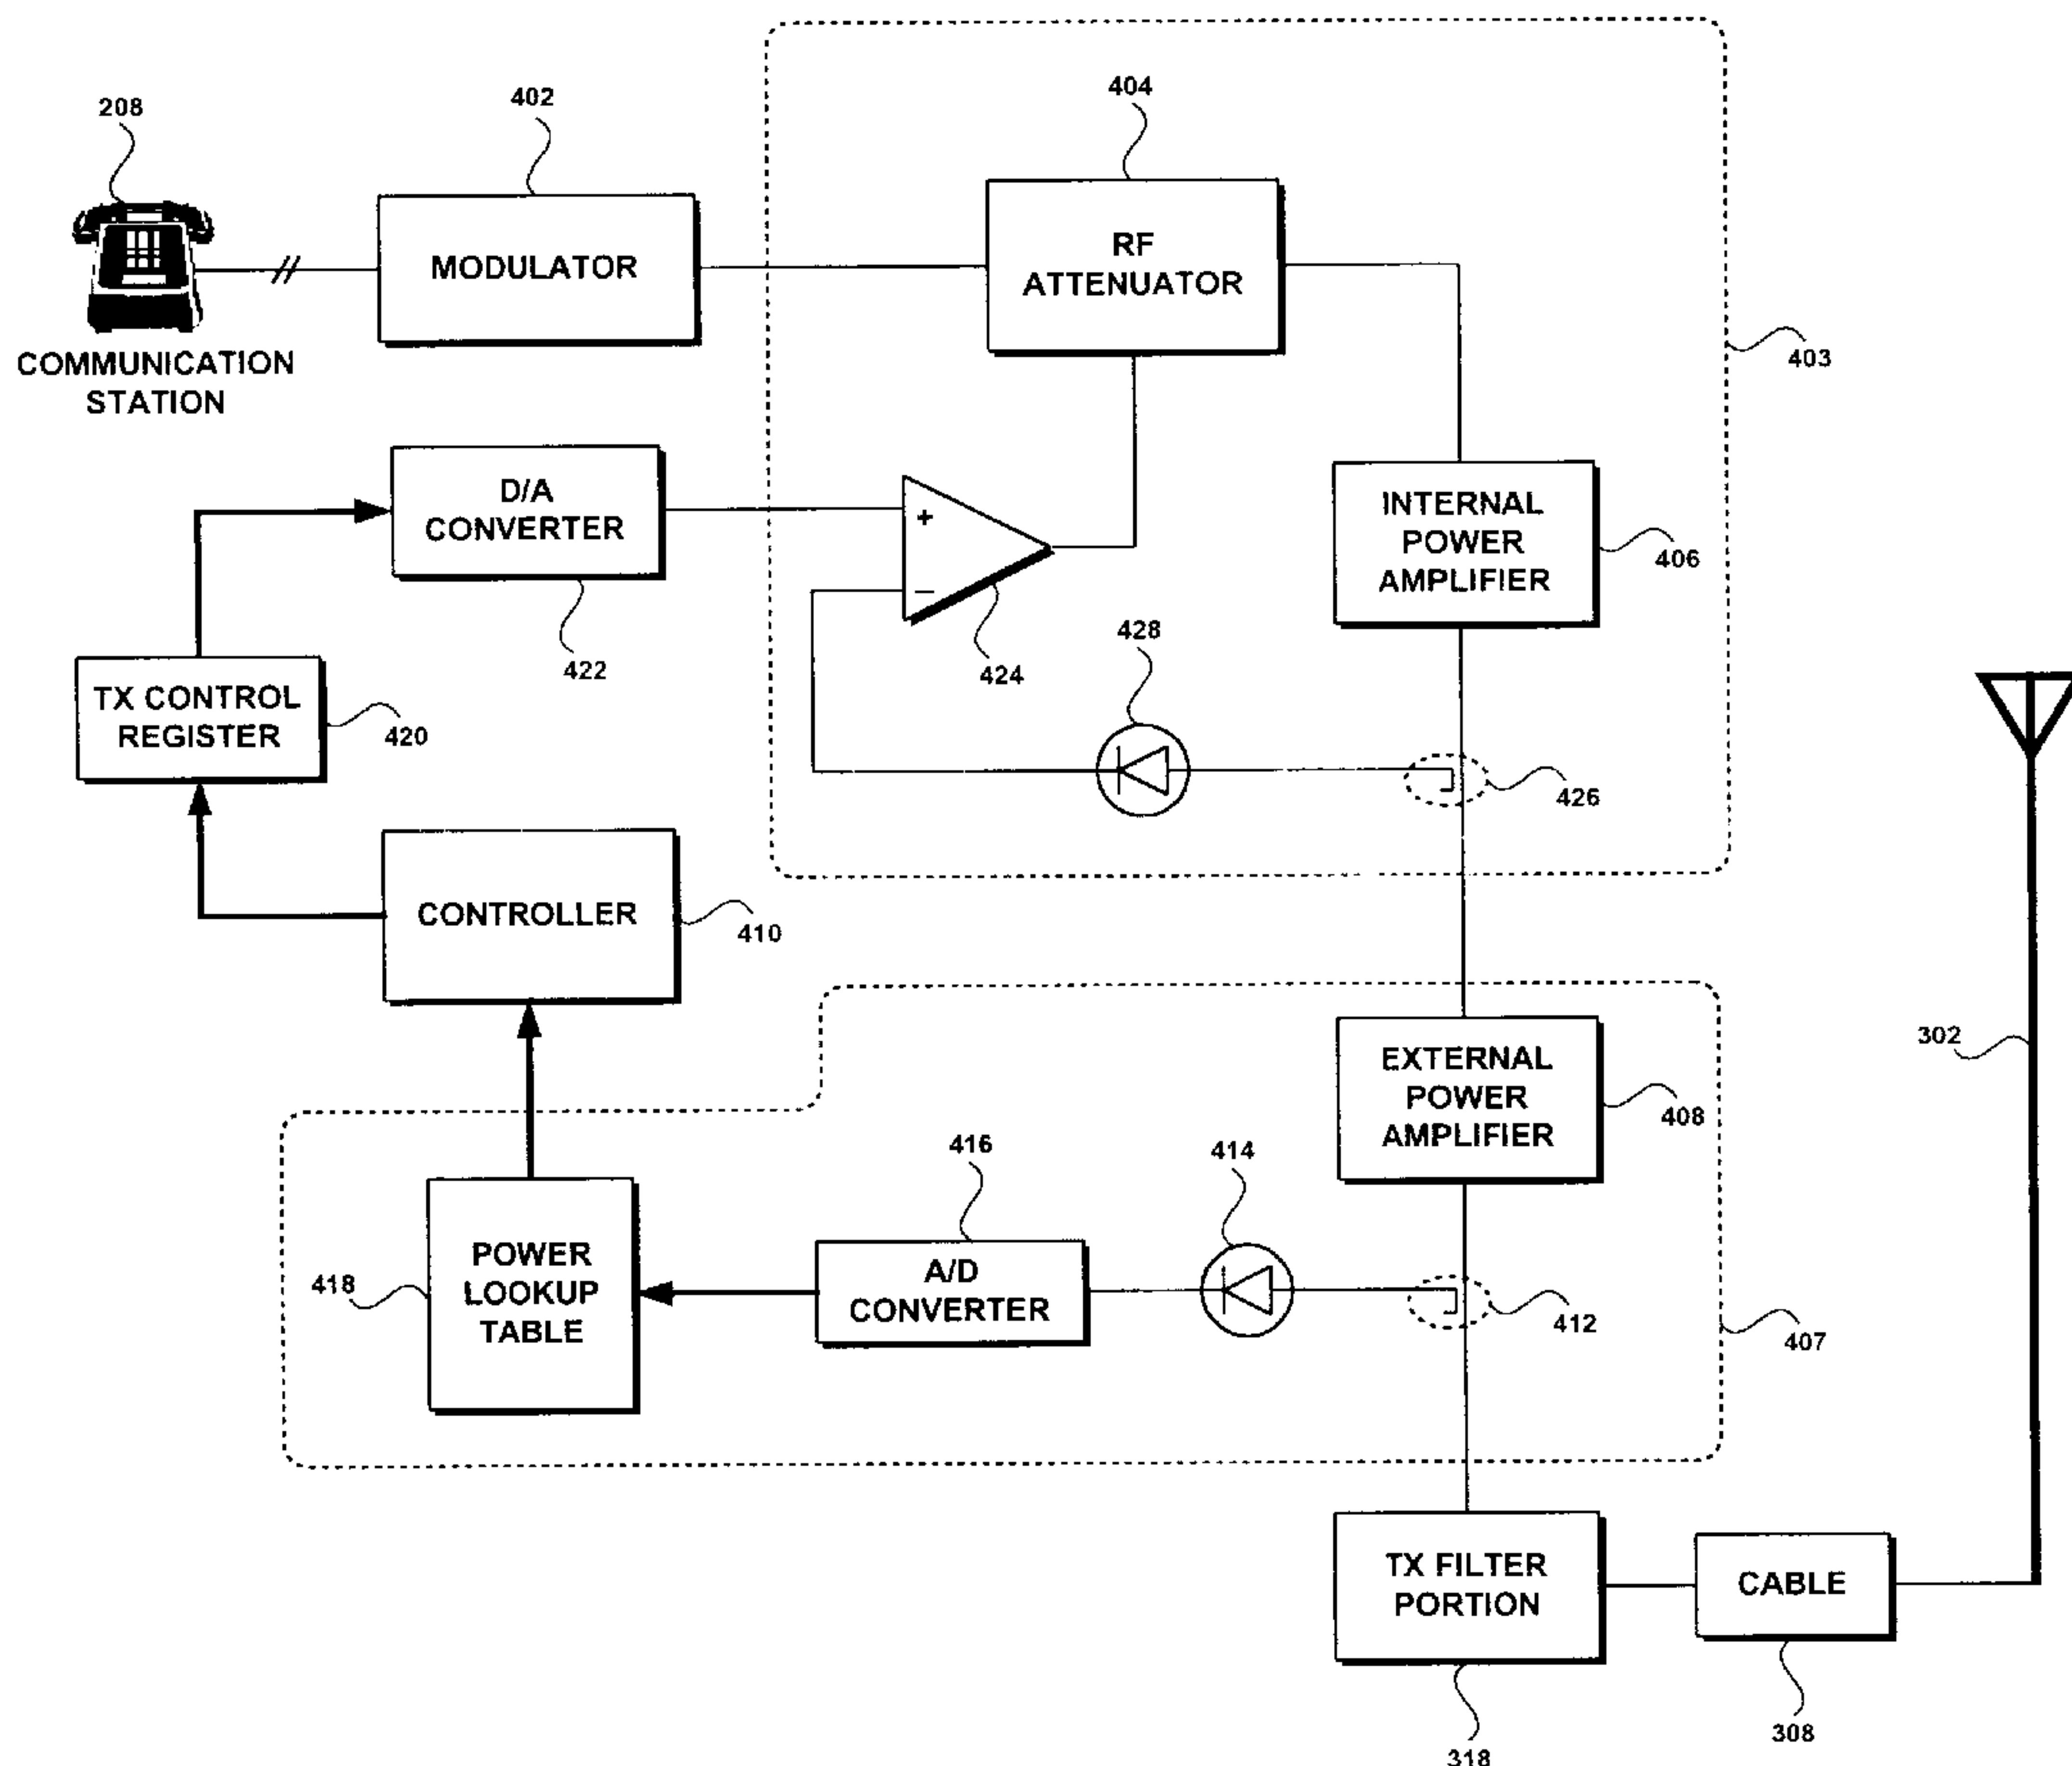 208
402
404
MODULATOR
RF
ATTENUATOR
COMMUNICATION
STATION
403
D/A
CONVERTER
422
+
−
424
INTERNAL
POWER
AMPLIFIER
406
TX CONTROL
REGISTER
420
428
426
CONTROLLER
410
302
EXTERNAL
POWER
AMPLIFIER
408
416
414
418
POWER
LOOKUP
TABLE
A/D
CONVERTER
412
407
TX FILTER
PORTION
CABLE
318
308